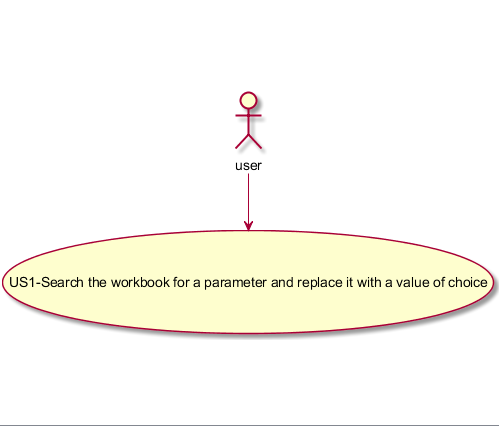 user
US1-Search the workbook for a parameter and replace it with a value of choice